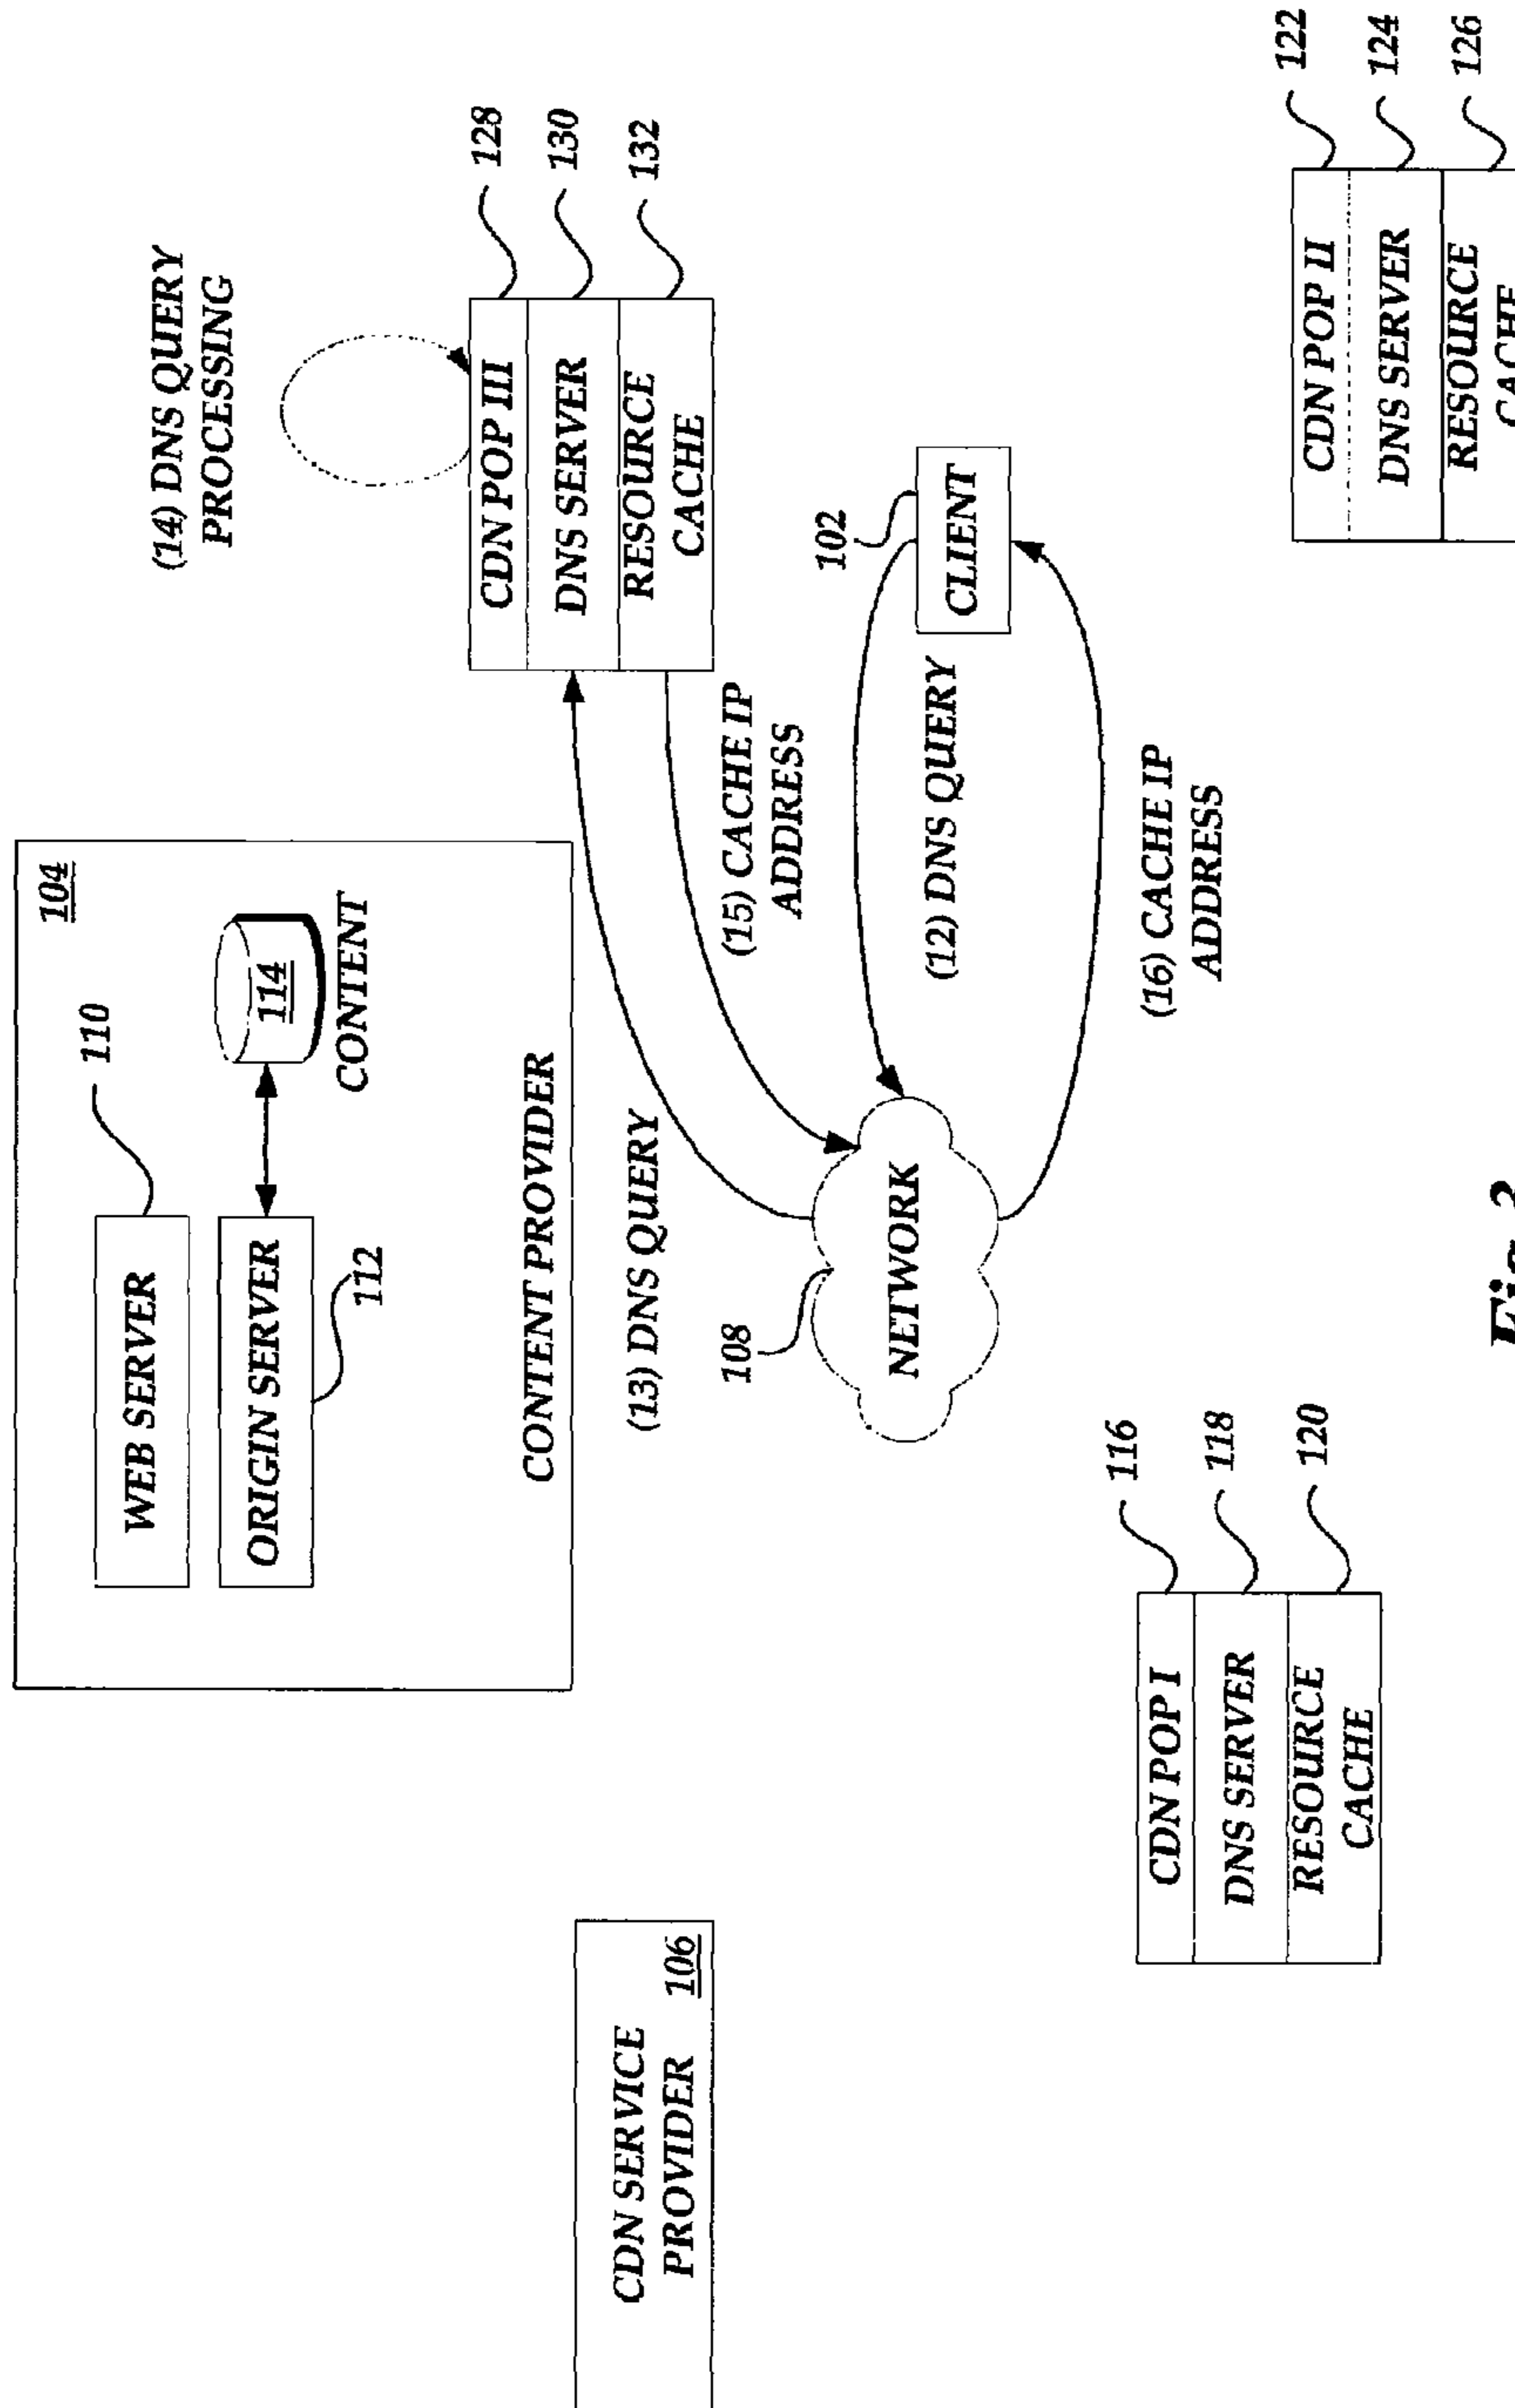 104
WEB SERVER
110
ORIGIN SERVER
112
114
CONTENT
CONTENT PROVIDER
CDN SERVICE
PROVIDER
106
(14) DNS QUERY
PROCESSING
CDN POP III
DNS SERVER
RESOURCE
CACHE
128
130
132
(13) DNS QUERY
(15) CACHE IP
ADDRESS
108
NETWORK
(12) DNS QUERY
102
CLIENT
(16) CACHE IP
ADDRESS
CDN POP I
DNS SERVER
RESOURCE
CACHE
116
118
120
CDN POP II
DNS SERVER
RESOURCE
CACHE
122
124
126